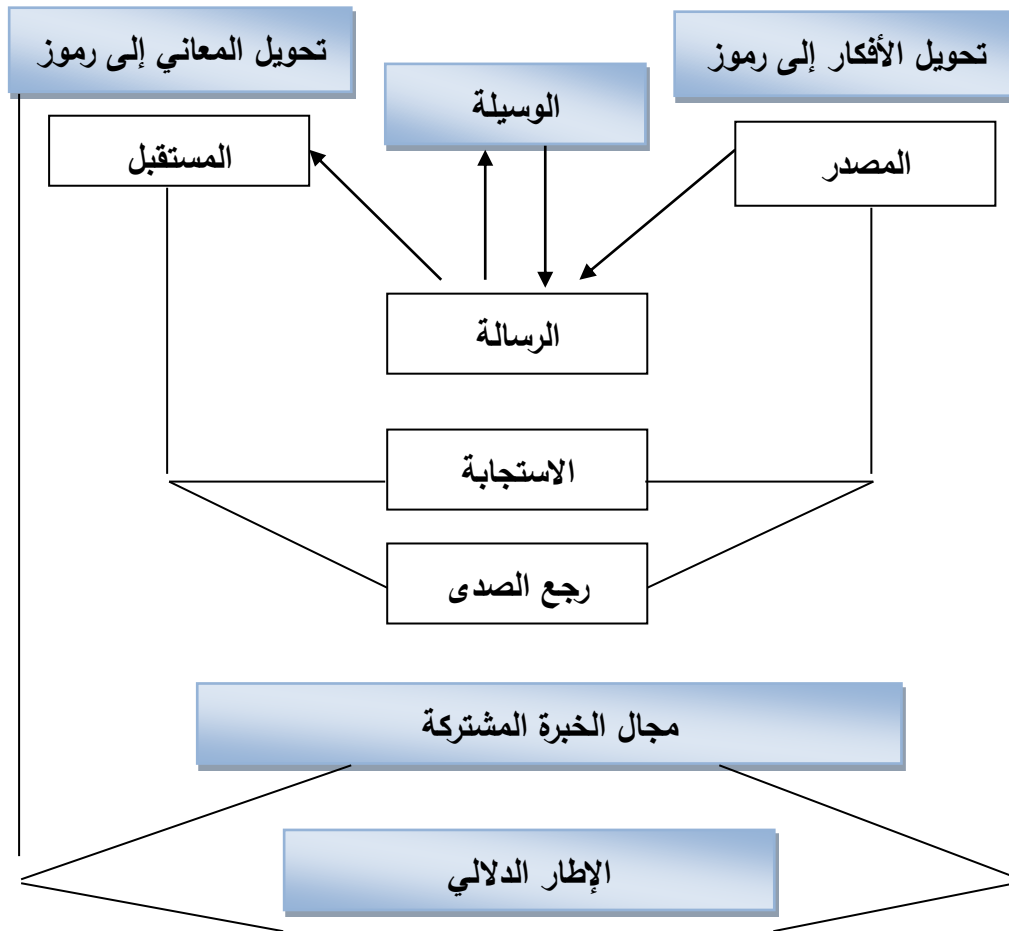 تحويل الأفكار إلى رموز
تحويل المعاني إلى رموز
الوسيلة
المصدر
المستقبل
الرسالة
الاستجابة
رجع الصدى
مجال الخبرة المشتركة
الإطار الدلالي